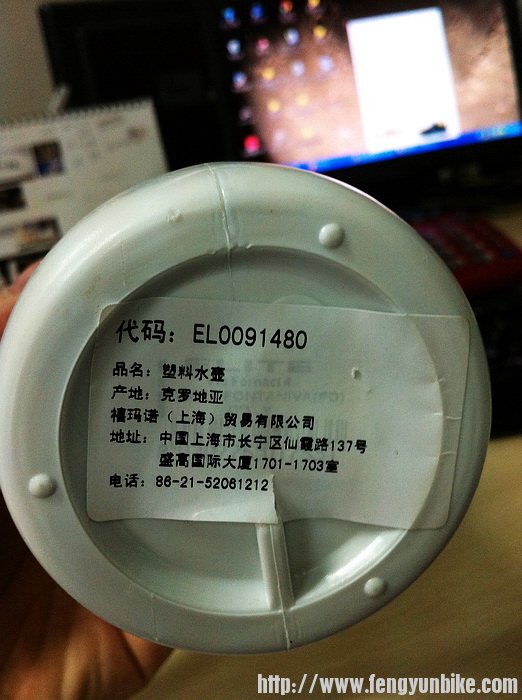 代码：EL0091480
品名：塑料水壶
产地：克罗地亚
禧玛诺（上海）贸易有限公司
地址：中国上海市长宁区仙霞路137号
盛高国际大厦1701-1703室
电话：86-21-52061212
http://www.fengyunbike.com